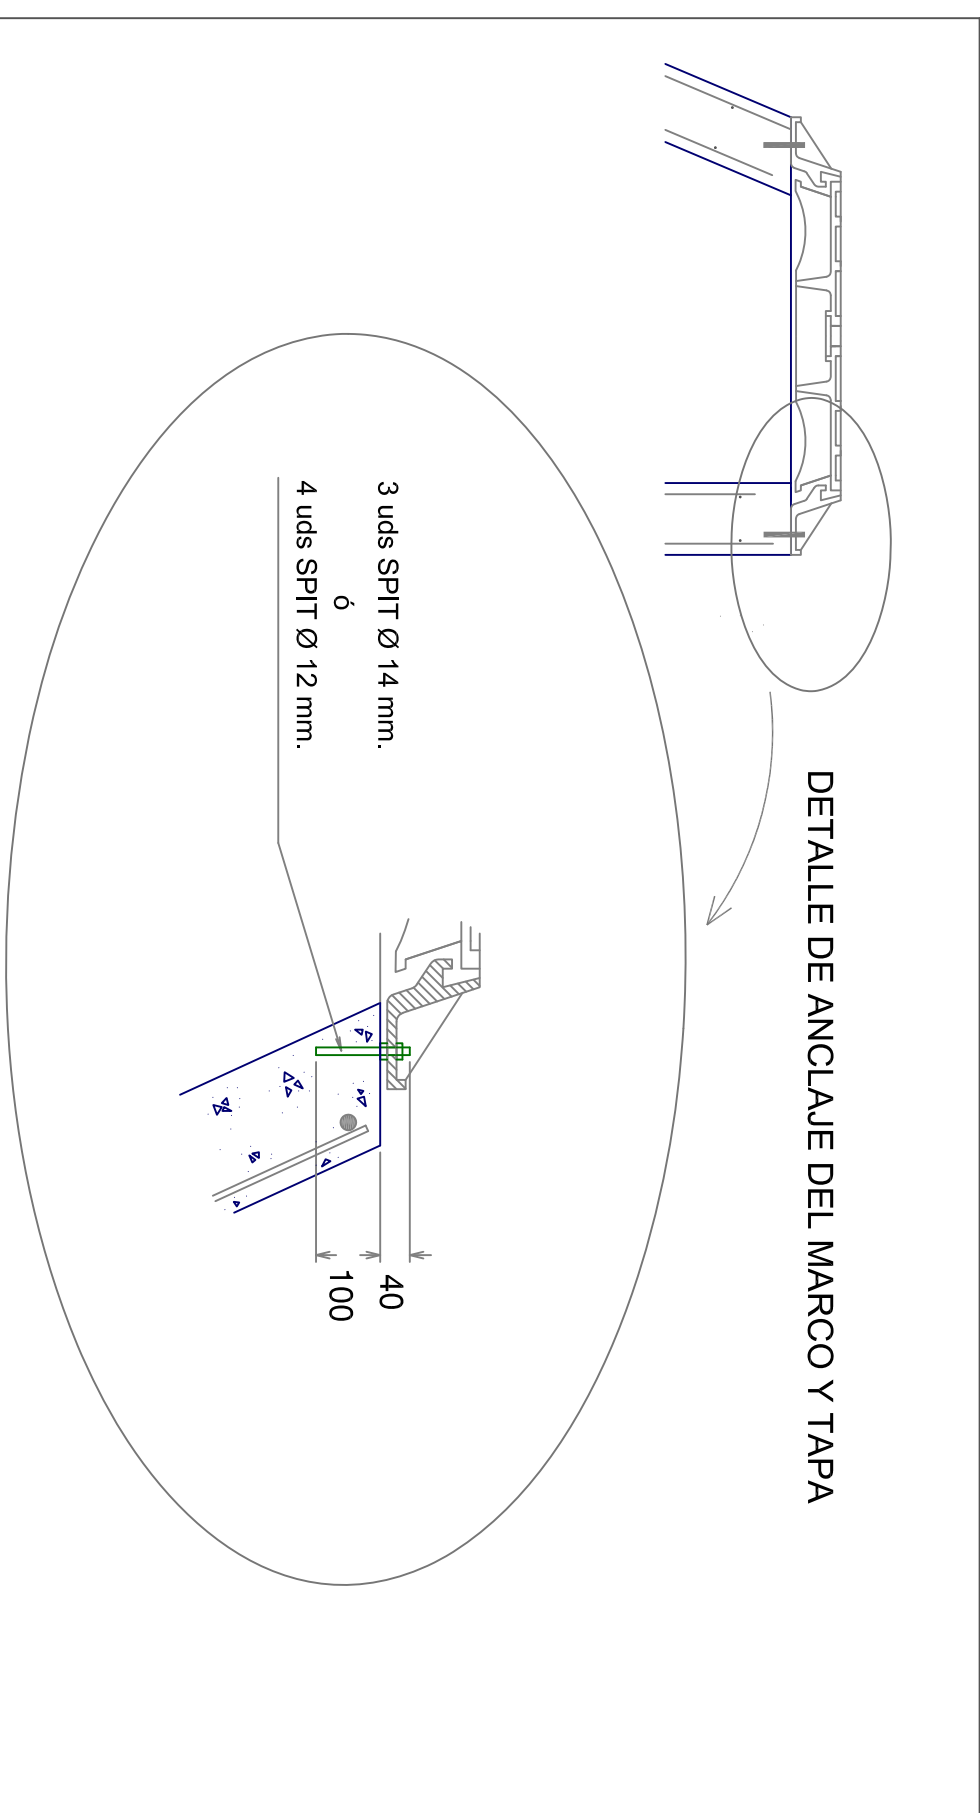 DETALLE DE ANCLAJE DEL MARCO Y TAPA
3 uds SPIT Ø 14 mm.
ó
4 uds SPIT Ø 12 mm.
40
100